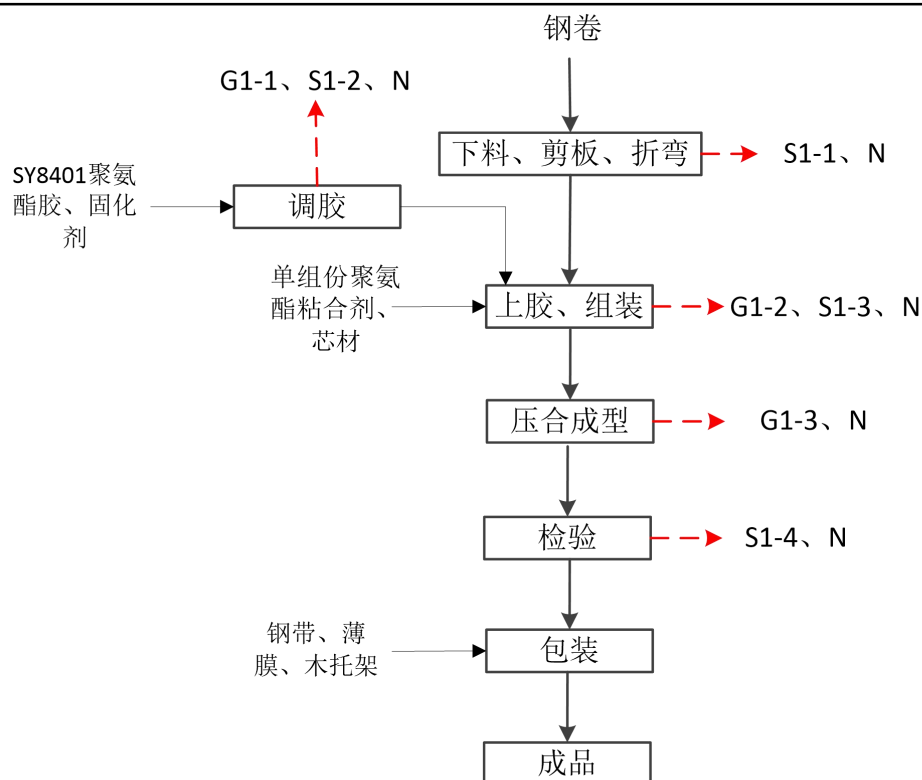 钢卷
G1-1、S1-2、N
下料、剪板、折弯
S1-1、N
SY8401聚氨
酯胶、固化
剂
调胶
单组份聚氨
酯粘合剂、
芯材
上胶、组装
G1-2、S1-3、N
压合成型
G1-3、N
检验
S1-4、N
钢带、薄
膜、木托架
包装
成品